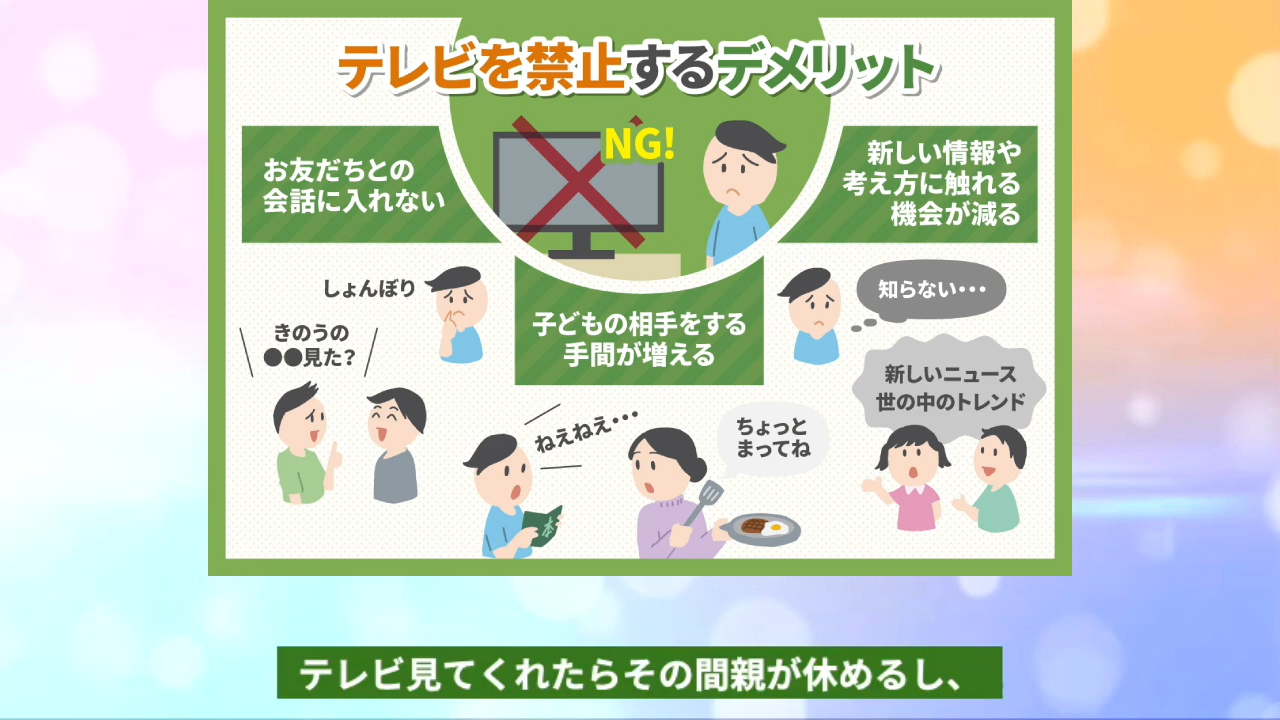 テレビを禁止するデメリット
NG!
お友だちとの
会話に入れない
新しい情報や
考え方に触れる
機会が減る
子どもの相手をする
手間が増える
しょんぼり
きのうの
●●見た?
知らない・・・
新しいニュース
世の中のトレンド
ねえねえ・・・
ちょっと
まってね
本
テレビ見てくれたらその間親が休めるし、